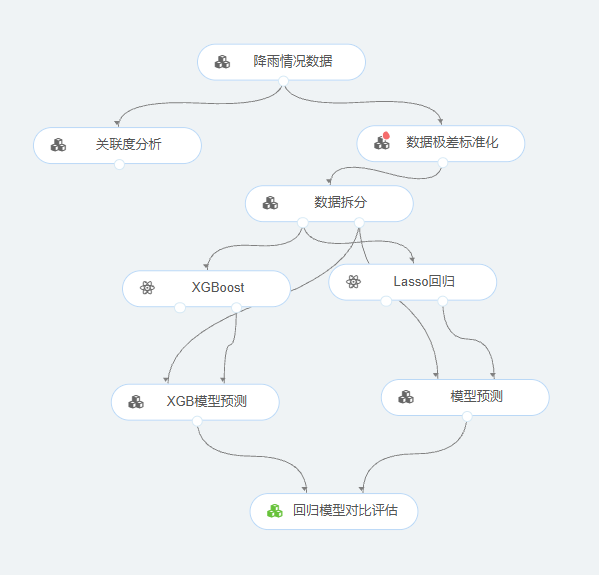 降雨情况数据
关联度分析
数据极差标准化
数据拆分
XGBoost
Lasso回归
XGB模型预测
模型预测
回归模型对比评估